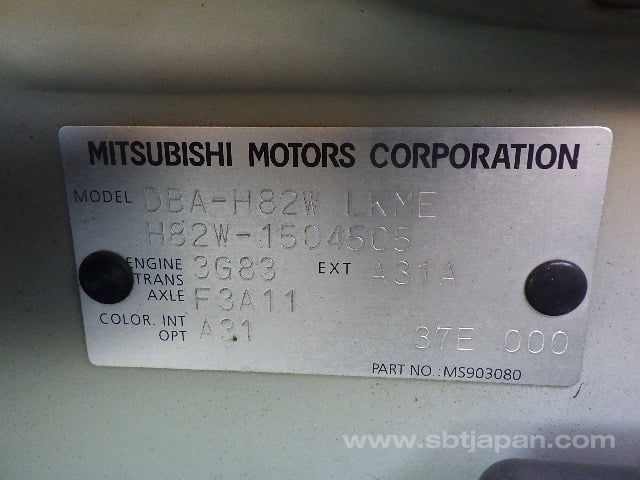 MITSUBISHI MOTORS CORPORATION
MODEL DBA-H82W LKME
H82W-1504505
ENGINE 3G83 EXT A31A
TRANS
AXLE F3A11
COLOR. INT A31
OPT 37E 000
PART NO.:MS903080
www.sbtjapan.com